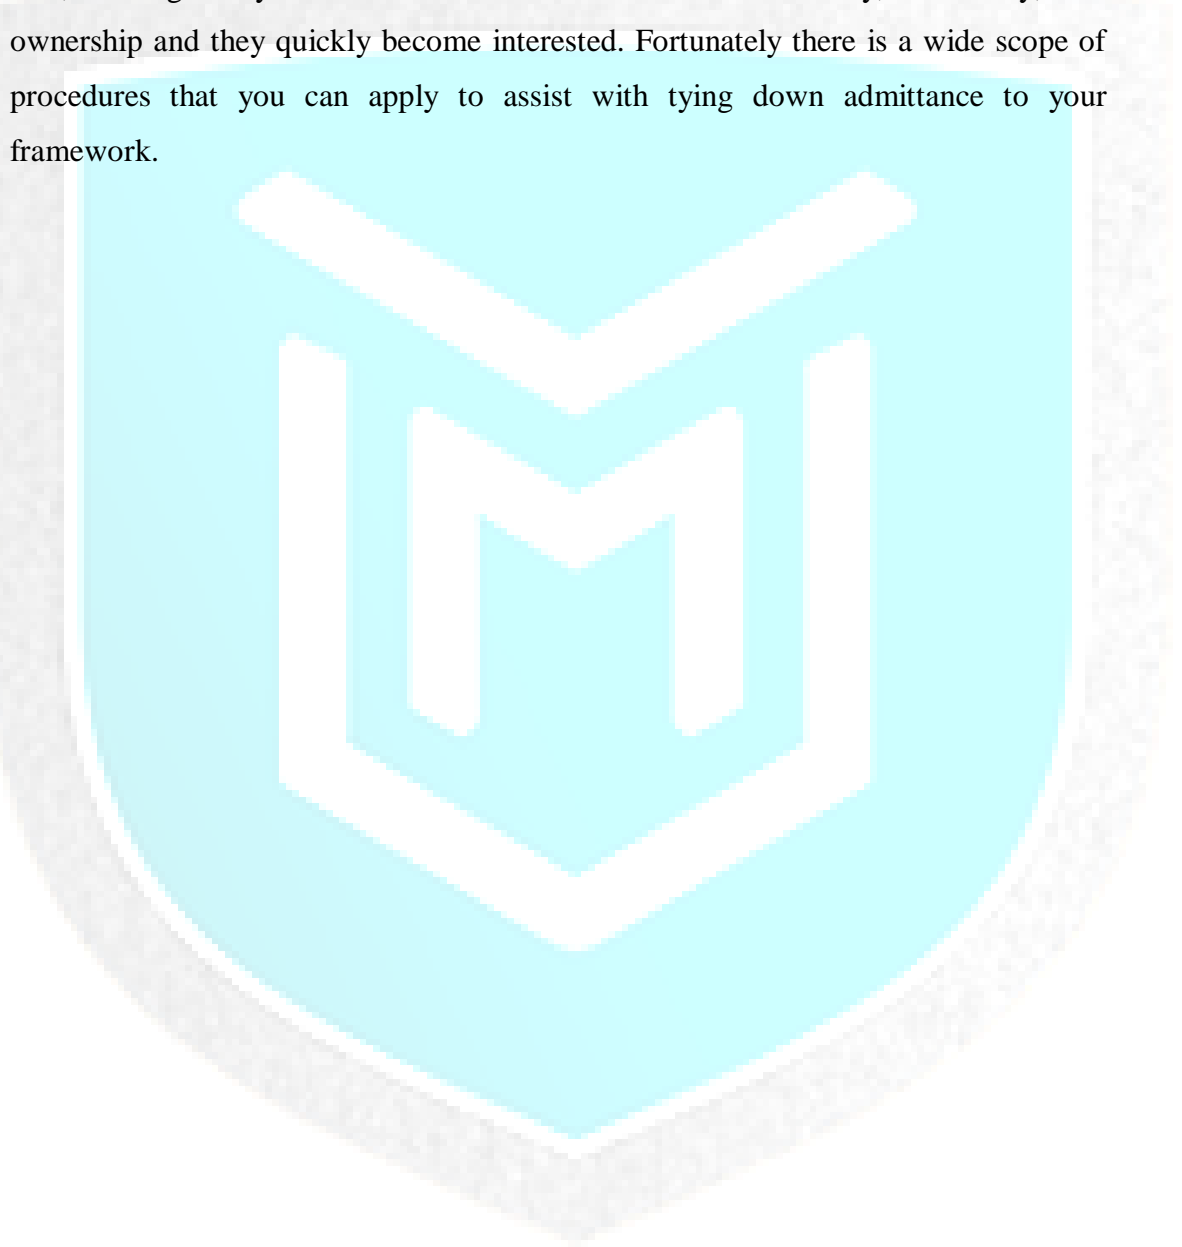 ownership and they quickly become interested. Fortunately there is a wide scope of
procedures that you can apply to assist with tying down admittance to your
framework.